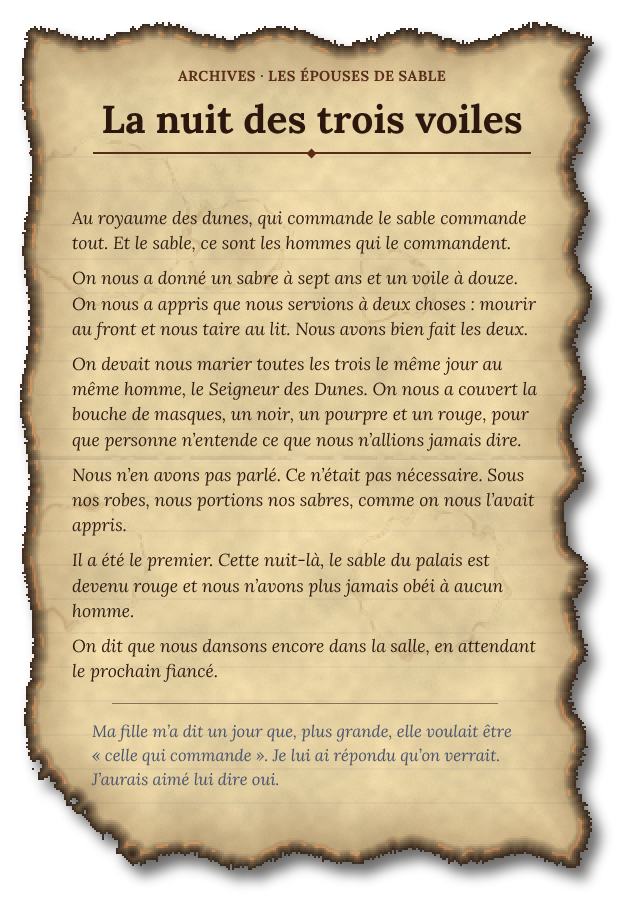 ARCHIVES · LES ÉPOUSES DE SABLE
La nuit des trois voiles
Au royaume des dunes, qui commande le sable commande
tout. Et le sable, ce sont les hommes qui le commandent.
On nous a donné un sabre à sept ans et un voile à douze.
On nous a appris que nous servions à deux choses : mourir
au front et nous taire au lit. Nous avons bien fait les deux.
On devait nous marier toutes les trois le même jour au
même homme, le Seigneur des Dunes. On nous a couvert la
bouche de masques, un noir, un pourpre et un rouge, pour
que personne n’entende ce que nous n’allions jamais dire.
Nous n’en avons pas parlé. Ce n’était pas nécessaire. Sous
nos robes, nous portions nos sabres, comme on nous l’avait
appris.
Il a été le premier. Cette nuit-là, le sable du palais est
devenu rouge et nous n’avons plus jamais obéi à aucun
homme.
On dit que nous dansons encore dans la salle, en attendant
le prochain fiancé.
Ma fille m’a dit un jour que, plus grande, elle voulait être
« celle qui commande ». Je lui ai répondu qu’on verrait.
J’aurais aimé lui dire oui.